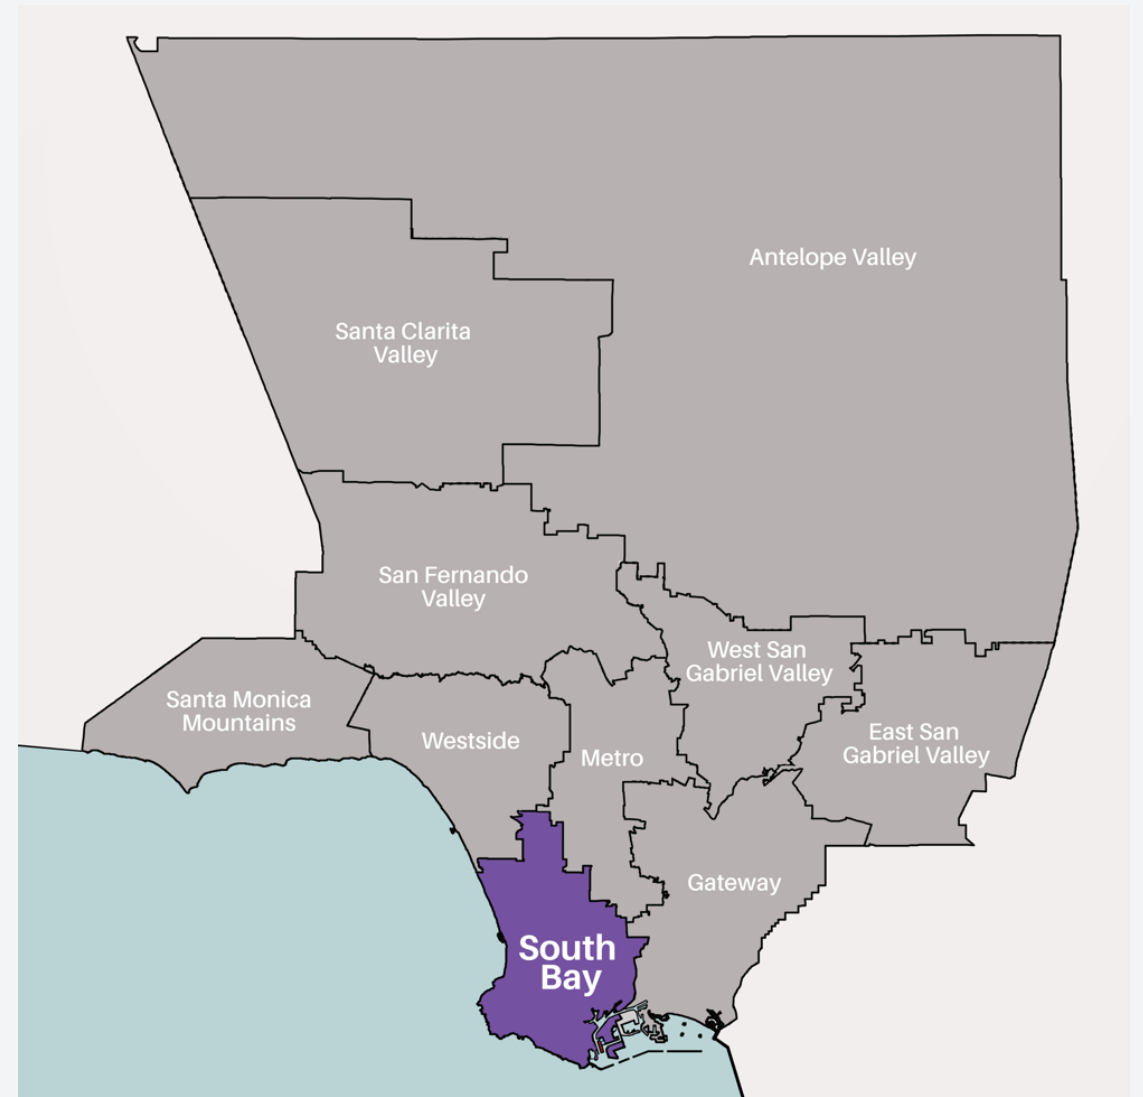 Antelope Valley
Santa Clarita
Valley
San Fernando
Valley
West San
Gabriel Valley
Santa Monica
Mountains
East San
Gabriel Valley
Westside
Metro
Gateway
South
Bay